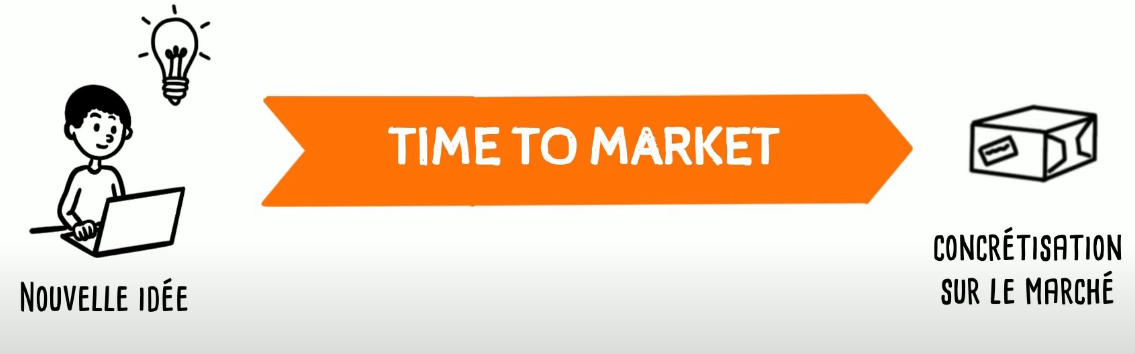 TIME TO MARKET
NOUVELLE IDÉE
CONCRÉTISATION
SUR LE MARCHÉ